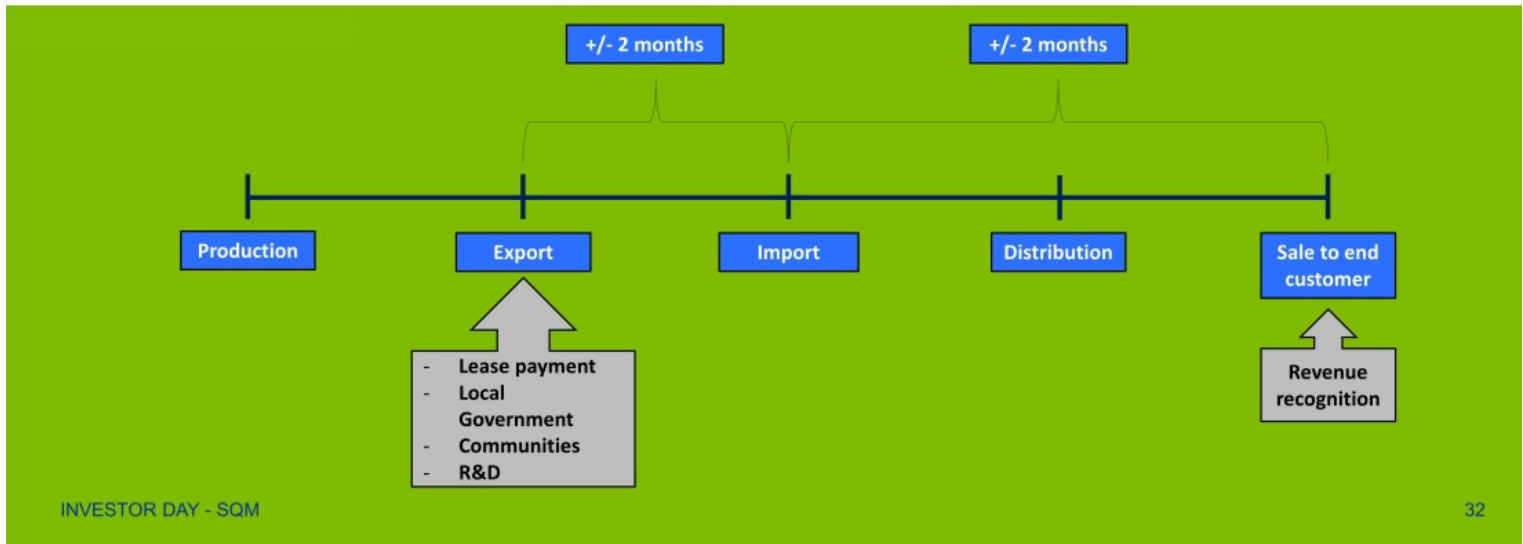 +/- 2 months
+/- 2 months
Production
Export
Import
Distribution
Sale to end
customer
- Lease payment
- Local
Government
- Communities
- R&D
Revenue
recognition
INVESTOR DAY - SQM
32